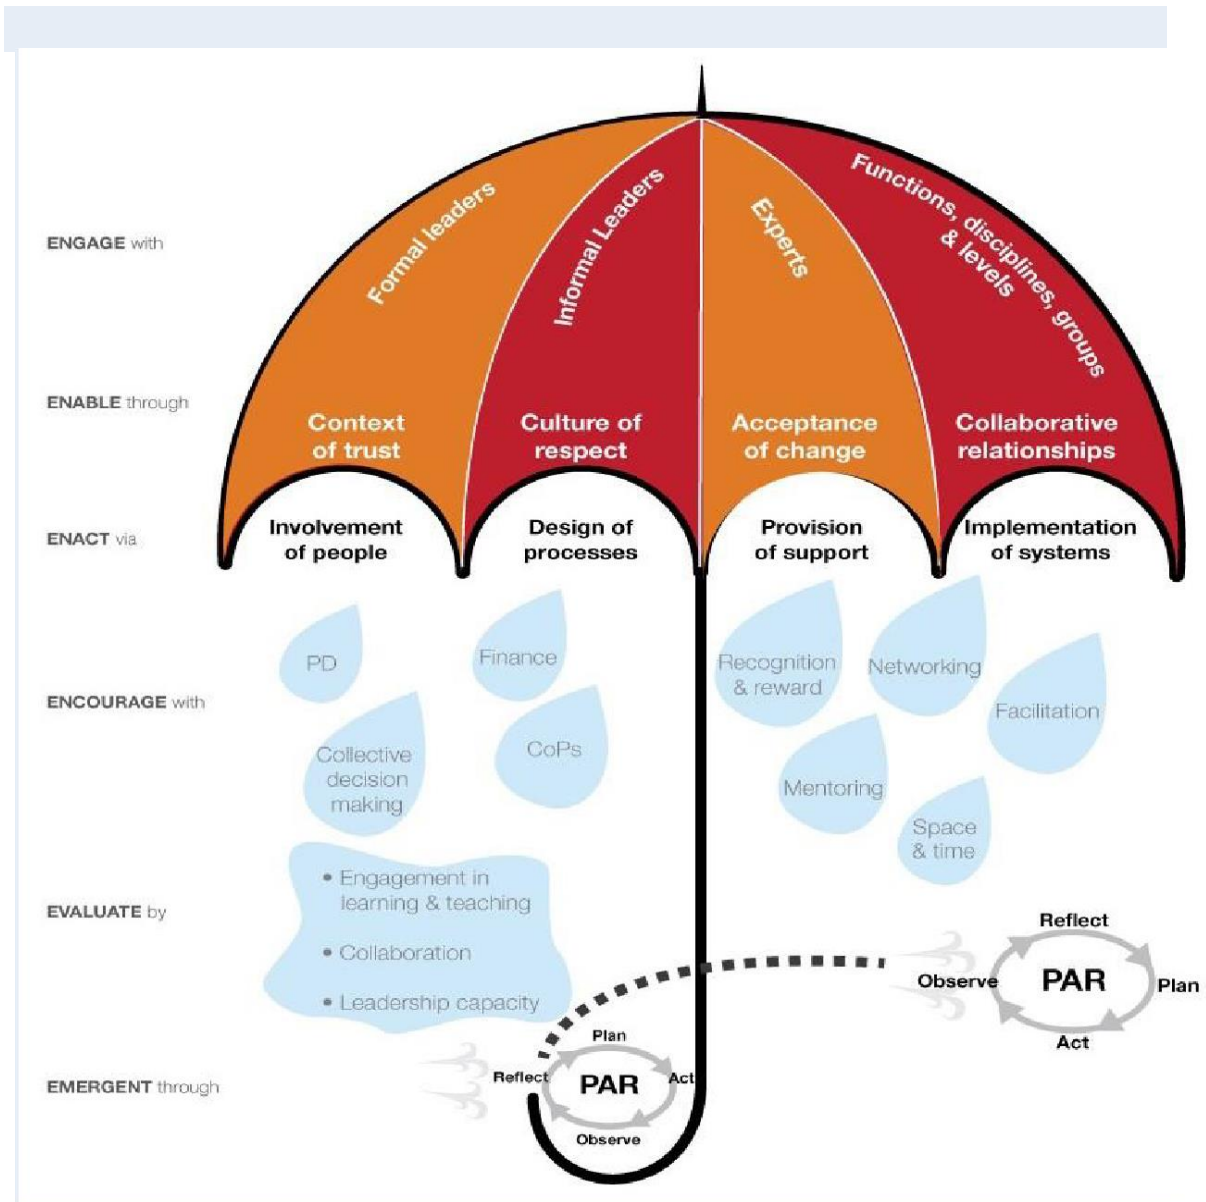 ENGAGE with
Formal leaders
Informal Leaders
Experts
Functions, disciplines, groups
& levels
ENABLE through
Context
of trust
Culture of
respect
Acceptance
of change
Collaborative
relationships
ENACT via
Involvement
of people
Design of
processes
Provision
of support
Implementation
of systems
ENCOURAGE with
PD
Finance
Recognition
& reward
Networking
Facilitation
Collective
decision
making
CoPs
Mentoring
Space
& time
EVALUATE by
• Engagement in
learning & teaching
• Collaboration
• Leadership capacity
Reflect
Observe
PAR
Plan
Act
EMERGENT through
Plan
Reflect
PAR
Act
Observe